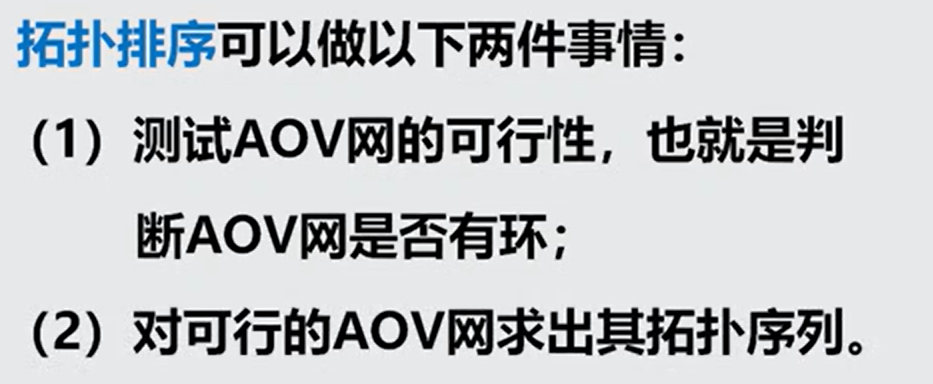 拓扑排序可以做以下两件事情：
（1）测试AOV网的可行性，也就是判
断AOV网是否有环；
（2）对可行的AOV网求出其拓扑序列。